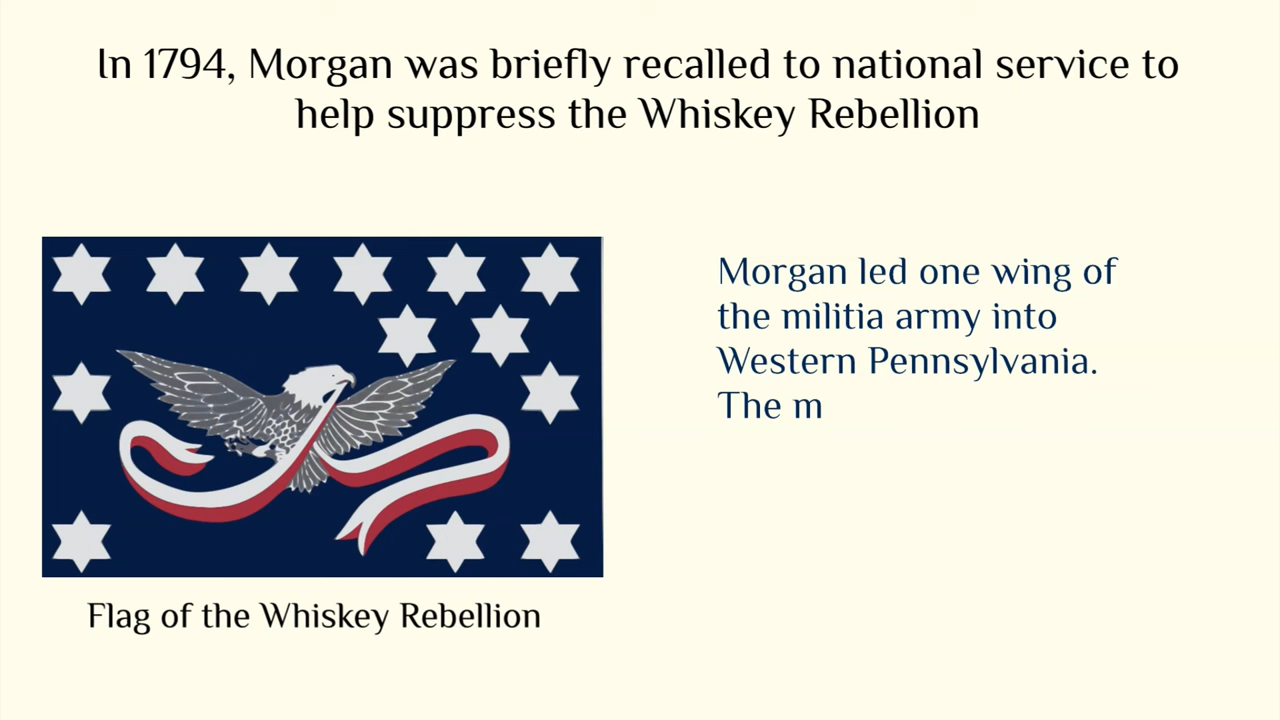 In 1794, Morgan was briefly recalled to national service to
help suppress the Whiskey Rebellion
Morgan led one wing of
the militia army into
Western Pennsylvania.
The m
Flag of the Whiskey Rebellion